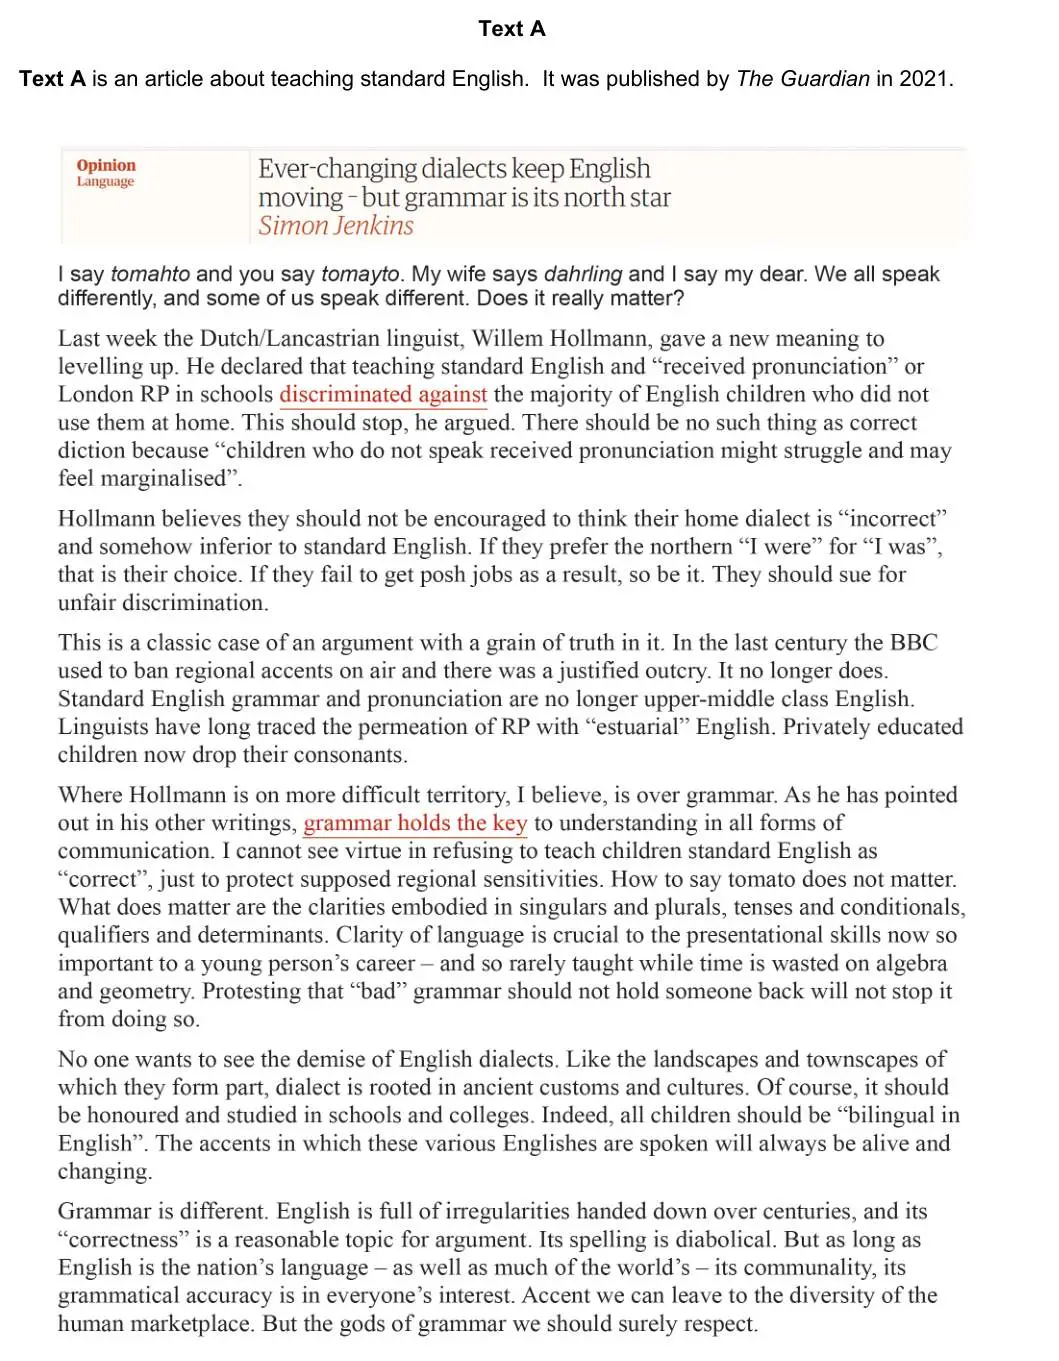 Text A
Text A is an article about teaching standard English. It was published by The Guardian in 2021.
Opinion
Language
Ever-changing dialects keep English
moving – but grammar is its north star
Simon Jenkins
I say tomahto and you say tomayto. My wife says dahrling and I say my dear. We all speak
differently, and some of us speak different. Does it really matter?
Last week the Dutch/Lancastrian linguist, Willem Hollmann, gave a new meaning to
levelling up. He declared that teaching standard English and “received pronunciation” or
London RP in schools discriminated against the majority of English children who did not
use them at home. This should stop, he argued. There should be no such thing as correct
diction because “children who do not speak received pronunciation might struggle and may
feel marginalised”.
Hollmann believes they should not be encouraged to think their home dialect is “incorrect”
and somehow inferior to standard English. If they prefer the northern “I were” for “I was”,
that is their choice. If they fail to get posh jobs as a result, so be it. They should sue for
unfair discrimination.
This is a classic case of an argument with a grain of truth in it. In the last century the BBC
used to ban regional accents on air and there was a justified outcry. It no longer does.
Standard English grammar and pronunciation are no longer upper-middle class English.
Linguists have long traced the permeation of RP with “estuarial” English. Privately educated
children now drop their consonants.
Where Hollmann is on more difficult territory, I believe, is over grammar. As he has pointed
out in his other writings, grammar holds the key to understanding in all forms of
communication. I cannot see virtue in refusing to teach children standard English as
“correct”, just to protect supposed regional sensitivities. How to say tomato does not matter.
What does matter are the clarities embodied in singulars and plurals, tenses and conditionals,
qualifiers and determinants. Clarity of language is crucial to the presentational skills now so
important to a young person’s career – and so rarely taught while time is wasted on algebra
and geometry. Protesting that “bad” grammar should not hold someone back will not stop it
from doing so.
No one wants to see the demise of English dialects. Like the landscapes and townscapes of
which they form part, dialect is rooted in ancient customs and cultures. Of course, it should
be honoured and studied in schools and colleges. Indeed, all children should be “bilingual in
English”. The accents in which these various Englishes are spoken will always be alive and
changing.
Grammar is different. English is full of irregularities handed down over centuries, and its
“correctness” is a reasonable topic for argument. Its spelling is diabolical. But as long as
English is the nation’s language – as well as much of the world’s – its communality, its
grammatical accuracy is in everyone’s interest. Accent we can leave to the diversity of the
human marketplace. But the gods of grammar we should surely respect.